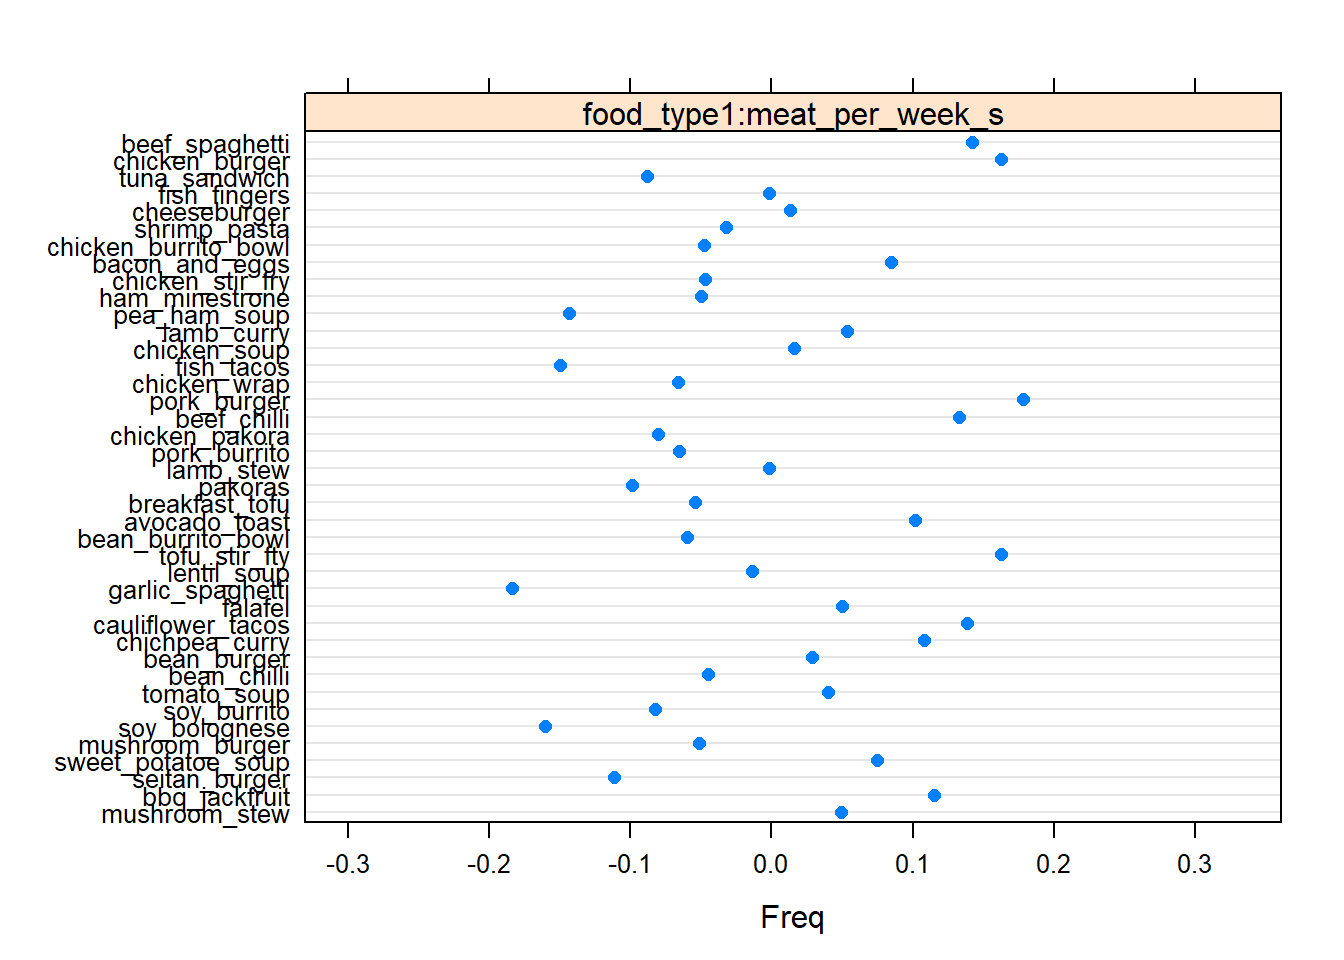 food_type1:meat_per_week_s
beef_spaghetti
chicken_burger
tuna_sandwich
fish_fingers
cheeseburger
shrimp_pasta
chicken_burrito_bowl
bacon_and_eggs
chicken_stir_fry
ham_minestrone
pea_ham_soup
lamb_curry
chicken_soup
fish_tacos
chicken_wrap
pork_burger
beef_chilli
chicken_pakora
pork_burrito
lamb_stew
pakoras
breakfast_tofu
avocado_toast
bean_burrito_bowl
tofu_stir_fty
lentil_soup
garlic_spaghetti
falafel
cauliflower_tacos
chichpea_curry
bean_burger
bean_chilli
tomato_soup
soy_burrito
soy_bolognese
mushroom_burger
sweet_potatoe_soup
seitan_burger
bbq_jackfruit
mushroom_stew
-0.3 -0.2 -0.1 0.0 0.1 0.2 0.3
Freq